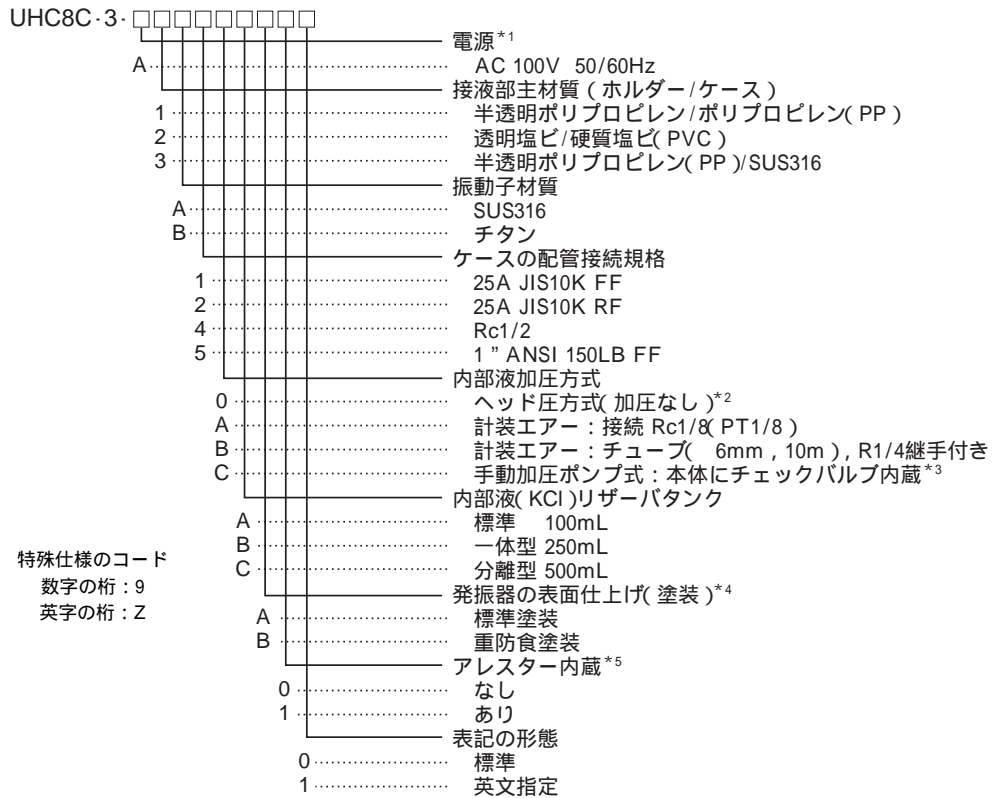 UHC8C·3·□□□□□□□□□
電源*1
A AC 100V 50/60Hz
接液部主材質(ホルダー/ケース)
1 半透明ポリプロピレン/ポリプロピレン(PP)
2 透明塩ビ/硬質塩ビ(PVC)
3 半透明ポリプロピレン(PP)/SUS316
振動子材質
A SUS316
B チタン
ケースの配管接続規格
1 25A JIS10K FF
2 25A JIS10K RF
4 Rc1/2
5 1 ” ANSI 150LB FF
内部液加圧方式
0 ヘッド圧方式(加圧なし)*2
A 計装エアー:接続 Rc1/8(PT1/8)
B 計装エアー:チューブ( 6mm,10m),R1/4継手付き
C 手動加圧ポンプ式:本体にチェックバルブ内蔵*3
内部液(KCl)リザーバタンク
A 標準 100mL
B 一体型 250mL
C 分離型 500mL
発振器の表面仕上げ(塗装)*4
A 標準塗装
B 重防食塗装
アレスター内蔵*5
0 なし
1 あり
表記の形態
0 標準
1 英文指定
特殊仕様のコード
数字の桁:9
英字の桁:Z